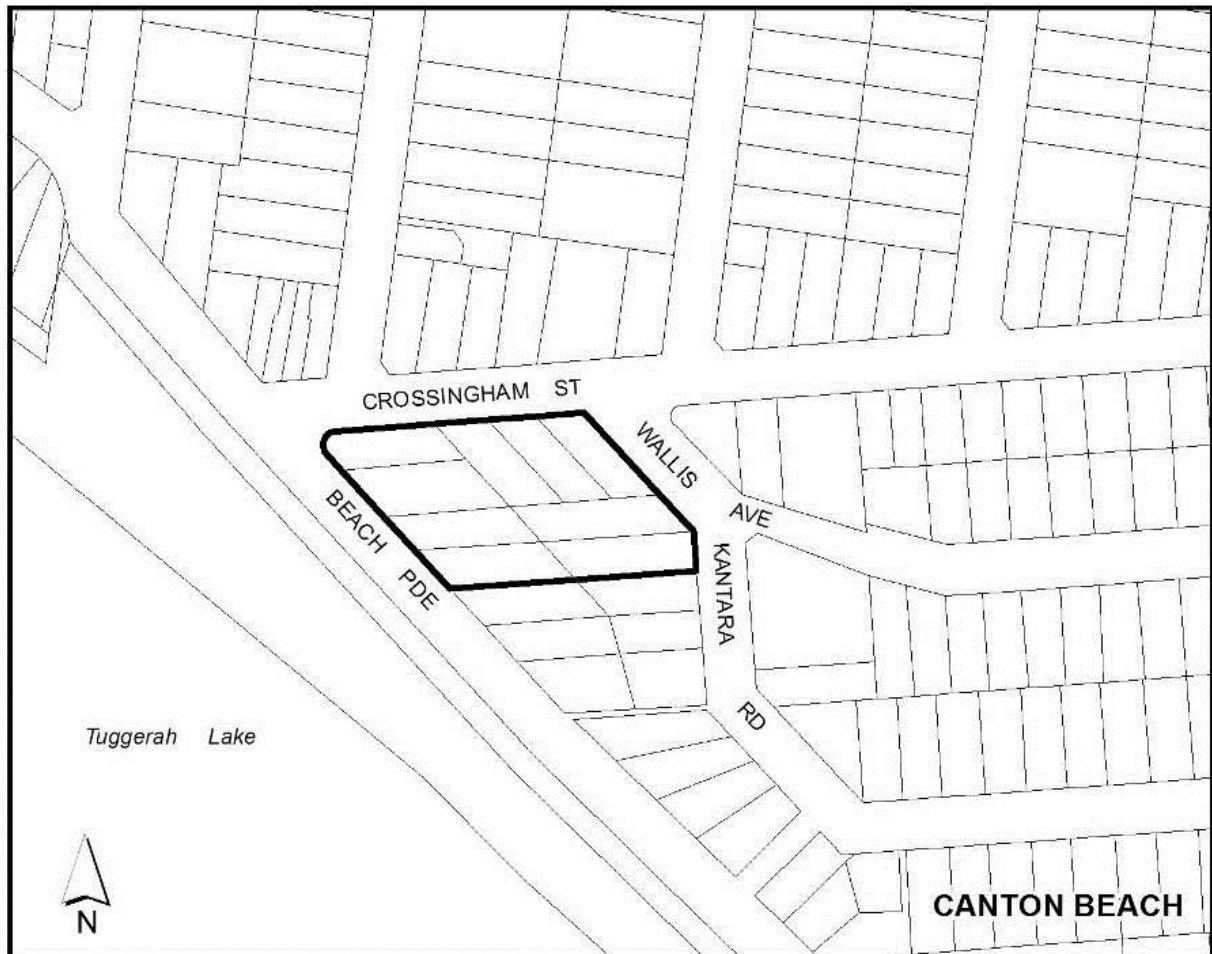 CROSSINGHAM ST
WALLIS AVE
BEACH PDE
KANTARA RD
Tuggerah Lake
N
CANTON BEACH